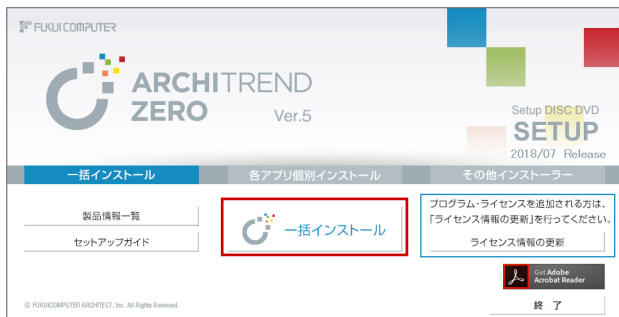 FUKUI COMPUTER
ARCHITREND
ZERO Ver.5
Setup DISC DVD
SETUP
2018/07 Release
一括インストール 各アプリ個別インストール その他インストーラー
製品情報一覧
セットアップガイド
一括インストール
プログラム・ライセンスを追加される方は、
「ライセンス情報の更新」を行ってください。
ライセンス情報の更新
Get Adobe
Acrobat Reader
© FUKUICOMPUTER ARCHITECT, Inc. All Rights Reserved.
終 了